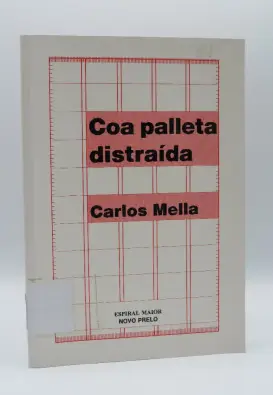 Coa palleta
distraída
Carlos Mella
ESPIRAL MAIOR
NOVO PRELO